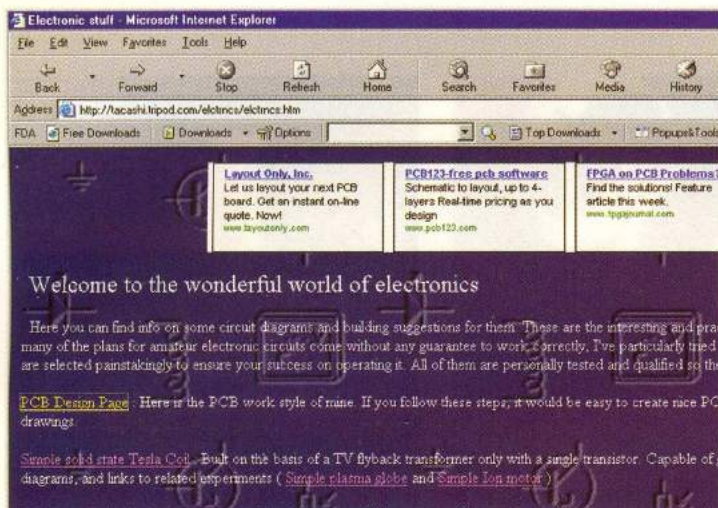 Electronic stuff - Microsoft Internet Explorer
File Edit View Favorites Tools Help
Back Forward Stop Refresh Home Search Favorites Media History
Address http://tacashi.tripod.com/elctrncs/elctrncs.htm
FDA Free Downloads Downloads Options Top Downloads Popups&Tools
Layout Only, Inc.
Let us layout your next PCB
board. Get an instant on-line
quote. Now!
www.layoutonly.com
PCB123-free pcb software
Schematic to layout, up to 4-
layers Real-time pricing as you
design
www.pcb123.com
FPGA on PCB Problems?
Find the solutions! Feature
article this week.
www.fpgajournal.com
Welcome to the wonderful world of electronics
Here you can find info on some circuit diagrams and building suggestions for them. These are the interesting and
many of the plans for amateur electronic circuits come without any guarantee to work correctly, I've particularly tried
are selected painstakingly to ensure your success on operating it. All of them are personally tested and qualified so
PCB Design Page : Here is the PCB work style of mine. If you follow these steps, it would be easy to create nice
drawings.
Simple solid state Tesla Coil : Built on the basis of a TV flyback transformer only with a single transistor. Capable of
diagrams, and links to related experiments ( Simple plasma globe and Simple Ion motor )